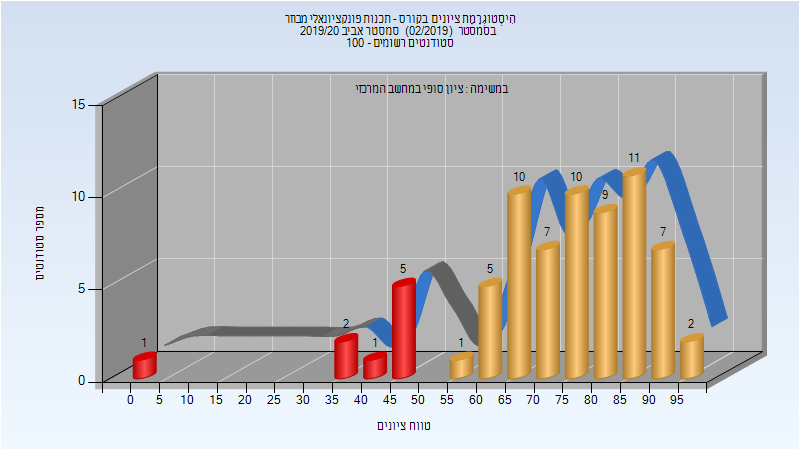 היסטוגרמת ציונים בקורס - תכנות פונקציונאלי מבוזר
בסמסטר (02/2019) סמסטר אביב 2019/20
סטודנטים רשומים - 100
במשימה : ציון סופי במחשב המרכזי
מספר סטודנטים
15
10
5
0
1
2
1
5
1
5
10
7
10
9
11
7
2
0 5 10 15 20 25 30 35 40 45 50 55 60 65 70 75 80 85 90 95
טווח ציונים